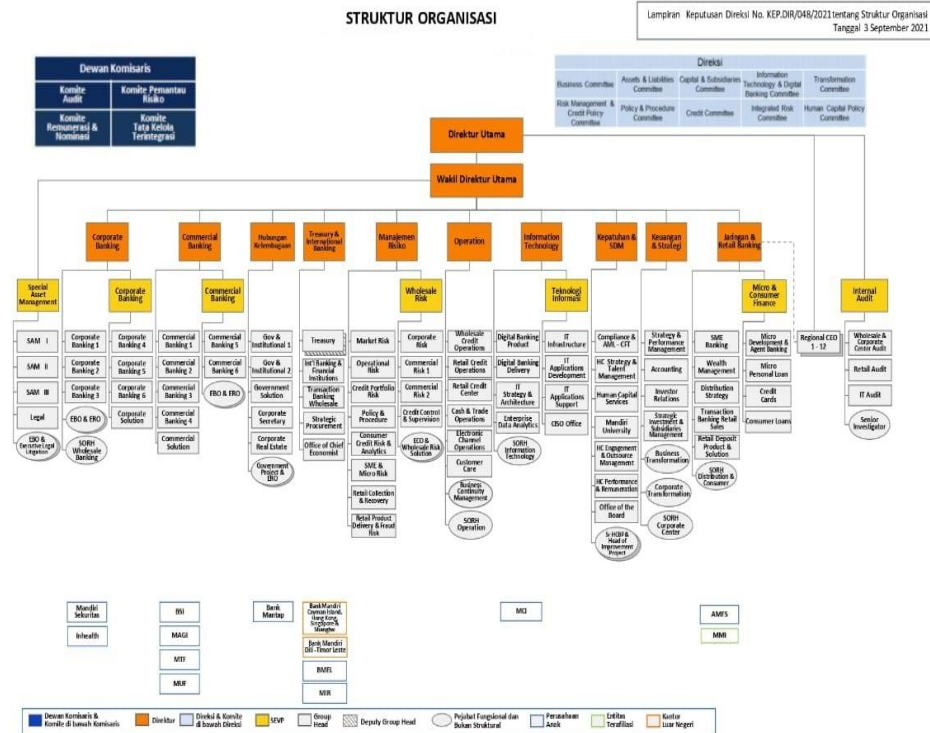 STRUKTUR ORGANISASI
Lampiran Keputusan Direksi No. KEP.DIR/048/2021 tentang Struktur Organisasi
Tanggal 3 September 2021
Dewan Komisaris
Komite
Audit
Komite Pemantau
Risiko
Komite
Remunerasi &
Nominasi
Komite
Tata Kelola
Terintegrasi
Direksi
Business Committee
Assets & Liabilities
Committee
Capital & Subsidiaries
Committee
Information
Technology & Digital
Banking Committee
Transformation
Committee
Risk Management &
Credit Policy
Committee
Policy & Procedure
Committee
Credit Committee
Integrated Risk
Committee
Human Capital Policy
Committee
Direktur Utama
Wakil Direktur Utama
Corporate
Banking
Commercial
Banking
Hubungan
Kelembagaan
Treasury &
International
Banking
Manajemen
Risiko
Operation
Information
Technology
Kepatuhan &
SDM
Keuangan
& Strategi
Jaringan &
Retail Banking
Special
Asset
Management
Corporate
Banking
Commercial
Banking
Wholesale
Risk
Teknologi
Informasi
Micro &
Consumer
Finance
Internal
Audit
SAM I
SAM II
SAM III
Legal
EBO &
Executive Legal
Litigation
Corporate
Banking 1
Corporate
Banking 2
Corporate
Banking 3
EBO & ERO
SORH
Wholesale
Banking
Corporate
Banking 4
Corporate
Banking 5
Corporate
Banking 6
Corporate
Solution
Commercial
Banking 1
Commercial
Banking 2
Commercial
Banking 3
Commercial
Banking 4
Commercial
Solution
Commercial
Banking 5
Commercial
Banking 6
EBO & ERO
Gov &
Institutional 1
Gov &
Institutional 2
Government
Solution
Corporate
Secretary
Corporate
Real Estate
Government
Project &
ERO
Treasury
Int'l Banking &
Financial
Institutions
Transaction
Banking
Wholesale
Strategic
Procurement
Office of Chief
Economist
Market Risk
Operational
Risk
Credit Portfolio
Risk
Policy &
Procedure
Consumer
Credit Risk &
Analytics
SME &
Micro Risk
Retail Collection
& Recovery
Retail Product
Delivery & Fraud
Risk
Corporate
Risk
Commercial
Risk 1
Commercial
Risk 2
Credit Control
& Supervision
ECO &
Wholesale Risk
Solution
Wholesale
Credit
Operations
Retail Credit
Operations
Retail Credit
Center
Cash & Trade
Operations
Electronic
Channel
Operations
Customer
Care
Business
Continuity
Management
SORH
Operation
Digital Banking
Product
Digital Banking
Delivery
IT
Strategy &
Architecture
Enterprise
Data Analytics
SORH
Information
Technology
IT
Infrastructure
IT
Applications
Development
IT
Applications
Support
CISO Office
Compliance &
AML - CFT
HC Strategy &
Talent
Management
Human Capital
Services
Mandiri
University
HC Engagement
& Outsource
Management
HC Performance
& Remuneration
Office of
the Board
Sr HCBP &
Head of
Improvement
Project
Strategy &
Performance
Management
Accounting
Investor
Relations
Strategic
Investment &
Subsidiaries
Management
Business
Transformation
Corporate
Transformation
SORH
Corporate
Center
SME
Banking
Wealth
Management
Distribution
Strategy
Transaction
Banking Retail
Sales
Retail Deposit
Product &
Solution
SORH
Distribution &
Consumer
Micro
Development &
Agent Banking
Micro
Personal Loan
Credit
Cards
Consumer Loans
Regional CEO
1 - 12
Wholesale &
Corporate
Center Audit
Retail Audit
IT Audit
Senior
Investigator
Mandiri
Sekuritas
Inhealth
BSI
MAGI
MTF
MUF
Bank
Mantap
Bank Mandiri
Cayman Island,
Hong Kong,
Singapore &
Shanghai
Bank Mandiri
Dili -Timor Leste
BMEL
MIR
MCI
AMFS
MMI
Dewan Komisaris &
Komite di bawah Komisaris
Direktur
Direksi & Komite
di bawah Direksi
SEVP
Group
Head
Deputy Group Head
Pejabat Fungsional dan
Bukan Struktural
Perusahaan
Anak
Entitas
Terafiliasi
Kantor
Luar Negeri